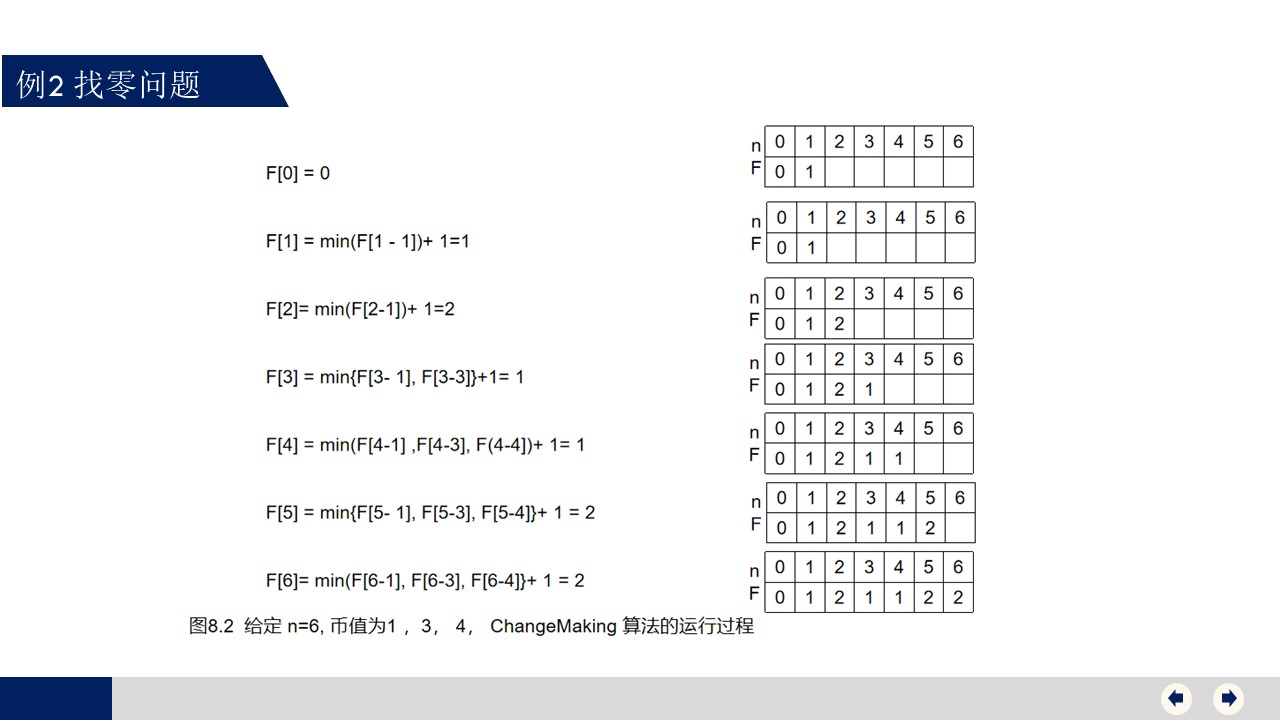 例2 找零问题
n 0 1 2 3 4 5 6
F 0 1
F[0] = 0
n 0 1 2 3 4 5 6
F 0 1
F[1] = min(F[1 - 1])+ 1=1
n 0 1 2 3 4 5 6
F 0 1 2
F[2]= min(F[2-1])+ 1=2
n 0 1 2 3 4 5 6
F 0 1 2 1
F[3] = min{F[3- 1], F[3-3]}+1= 1
n 0 1 2 3 4 5 6
F 0 1 2 1 1
F[4] = min(F[4-1] ,F[4-3], F(4-4])+ 1= 1
n 0 1 2 3 4 5 6
F 0 1 2 1 1 2
F[5] = min{F[5- 1], F[5-3], F[5-4]}+ 1 = 2
n 0 1 2 3 4 5 6
F 0 1 2 1 1 2 2
F[6]= min(F[6-1], F[6-3], F[6-4]}+ 1 = 2
图8.2 给定 n=6, 币值为1 ，3， 4， ChangeMaking 算法的运行过程